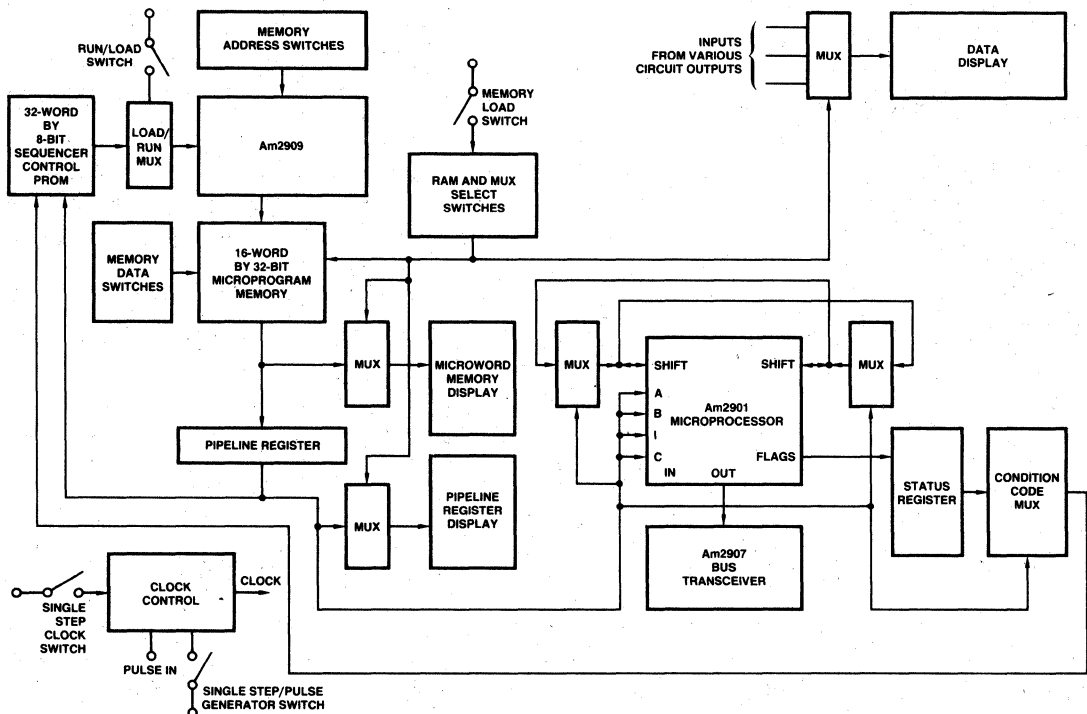 RUN/LOAD
SWITCH
MEMORY
ADDRESS SWITCHES
32-WORD
BY
8-BIT
SEQUENCER
CONTROL
PROM
LOAD/
RUN
MUX
Am2909
MEMORY
LOAD
SWITCH
RAM AND MUX
SELECT
SWITCHES
INPUTS
FROM VARIOUS
CIRCUIT OUTPUTS
MUX
DATA
DISPLAY
MEMORY
DATA
SWITCHES
16-WORD
BY 32-BIT
MICROPROGRAM
MEMORY
MUX
MICROWORD
MEMORY
DISPLAY
PIPELINE REGISTER
MUX
PIPELINE
REGISTER
DISPLAY
MUX
SHIFT
SHIFT
A
B
I
C
IN
OUT
Am2901
MICROPROCESSOR
FLAGS
MUX
STATUS
REGISTER
CONDITION
CODE
MUX
Am2907
BUS
TRANSCEIVER
SINGLE
STEP
CLOCK
SWITCH
CLOCK
CONTROL
CLOCK
PULSE IN
SINGLE STEP/PULSE
GENERATOR SWITCH